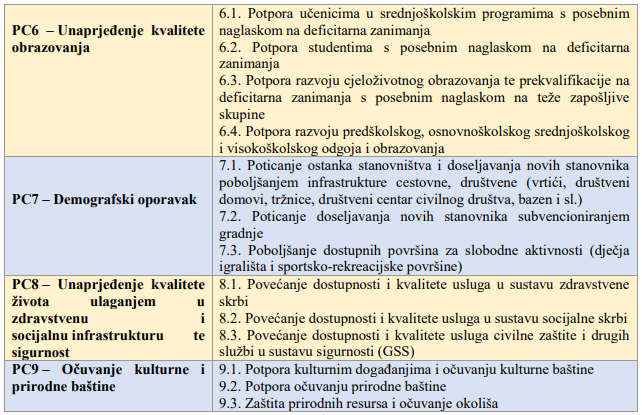 PC6 – Unaprjeđenje kvalitete
obrazovanja
6.1. Potpora učenicima u srednjoškolskim programima s posebnim
naglaskom na deficitarna zanimanja
6.2. Potpora studentima s posebnim naglaskom na deficitarna
zanimanja
6.3. Potpora razvoju cjeloživotnog obrazovanja te prekvalifikacije na
deficitarna zanimanja s posebnim naglaskom na teže zapošljive
skupine
6.4. Potpora razvoju predškolskog, osnovnoškolskog srednjoškolskog
i visokoškolskog odgoja i obrazovanja
PC7 – Demografski oporavak
7.1. Poticanje ostanka stanovništva i doseljavanja novih stanovnika
poboljšanjem infrastrukture cestovne, društvene (vrtići, društveni
domovi, tržnice, društveni centar civilnog društva, bazen i sl.)
7.2. Poticanje doseljavanja novih stanovnika subvencioniranjem
gradnje
7.3. Poboljšanje dostupnih površina za slobodne aktivnosti (dječja
igrališta i sportsko-rekreacijske površine)
PC8 – Unaprjeđenje kvalitete
života ulaganjem u
zdravstvenu i
socijalnu infrastrukturu te
sigurnost
8.1. Povećanje dostupnosti i kvalitete usluga u sustavu zdravstvene
skrbi
8.2. Povećanje dostupnosti i kvalitete usluga u sustavu socijalne skrbi
8.3. Povećanje dostupnosti i kvalitete usluga civilne zaštite i drugih
službi u sustavu sigurnosti (GSS)
PC9 – Očuvanje kulturne i
prirodne baštine
9.1. Potpora kulturnim događanjima i očuvanju kulturne baštine
9.2. Potpora očuvanju prirodne baštine
9.3. Zaštita prirodnih resursa i očuvanje okoliša